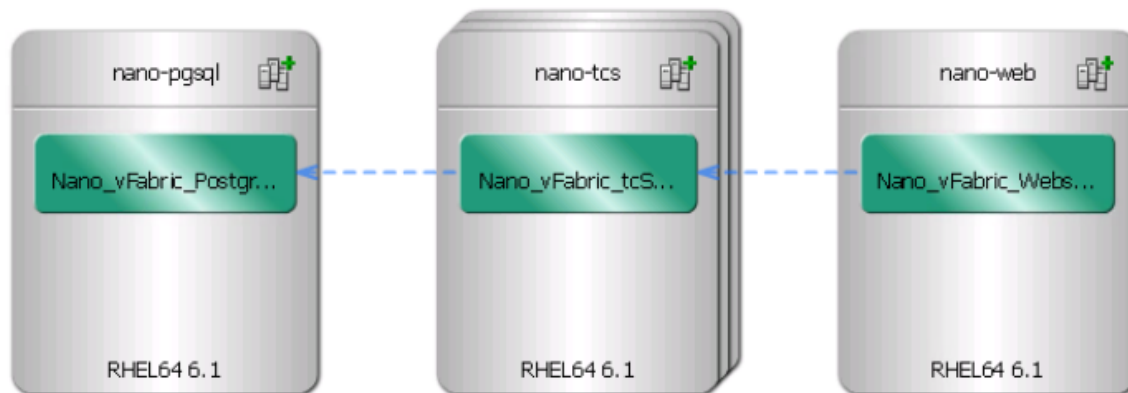 nano-pgsql
Nano_vFabric_Postgr...
RHEL64 6.1
nano-tcs
Nano_vFabric_tcS...
RHEL64 6.1
nano-web
Nano_vFabric_Webs...
RHEL64 6.1